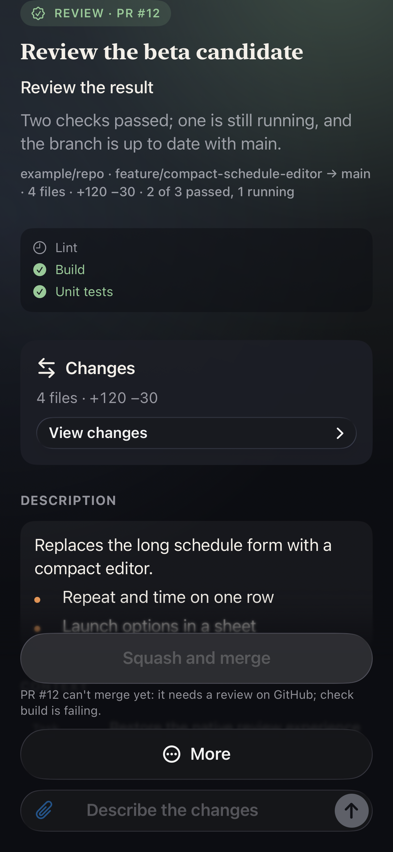 REVIEW · PR #12
Review the beta candidate
Review the result
Two checks passed; one is still running, and
the branch is up to date with main.
example/repo · feature/compact-schedule-editor → main
· 4 files · +120 −30 · 2 of 3 passed, 1 running
Lint
Build
Unit tests
Changes
4 files · +120 −30
View changes
DESCRIPTION
Replaces the long schedule form with a
compact editor.
• Repeat and time on one row
• Launch options in a sheet
Squash and merge
PR #12 can't merge yet: it needs a review on GitHub; check
build is failing.
More
Describe the changes